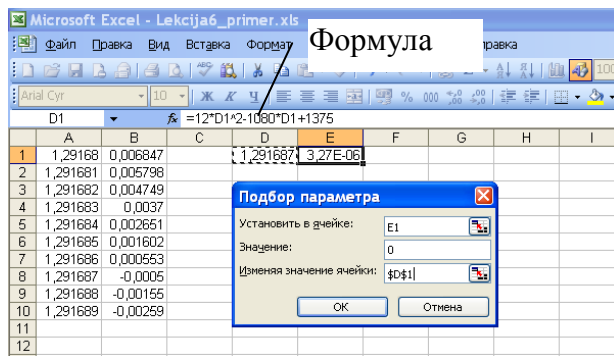 Microsoft Excel - Lekcija6_primer.xls
Файл Правка Вид Вставка Формат правка
Формула
Arial Cyr 10 Ж К Ч % 000
100
D1 fx =12*D1^2-1080*D1+1375
A B C D E F G H I
1 1,29168 0,006847 1,291687 3,27E-06
2 1,291681 0,005798
3 1,291682 0,004749
4 1,291683 0,0037
5 1,291684 0,002651
6 1,291685 0,001602
7 1,291686 0,000553
8 1,291687 -0,0005
9 1,291688 -0,00155
10 1,291689 -0,00259
11
12
Подбор параметра
Установить в ячейке: E1
Значение: 0
Изменяя значение ячейки: $D$1
OK Отмена